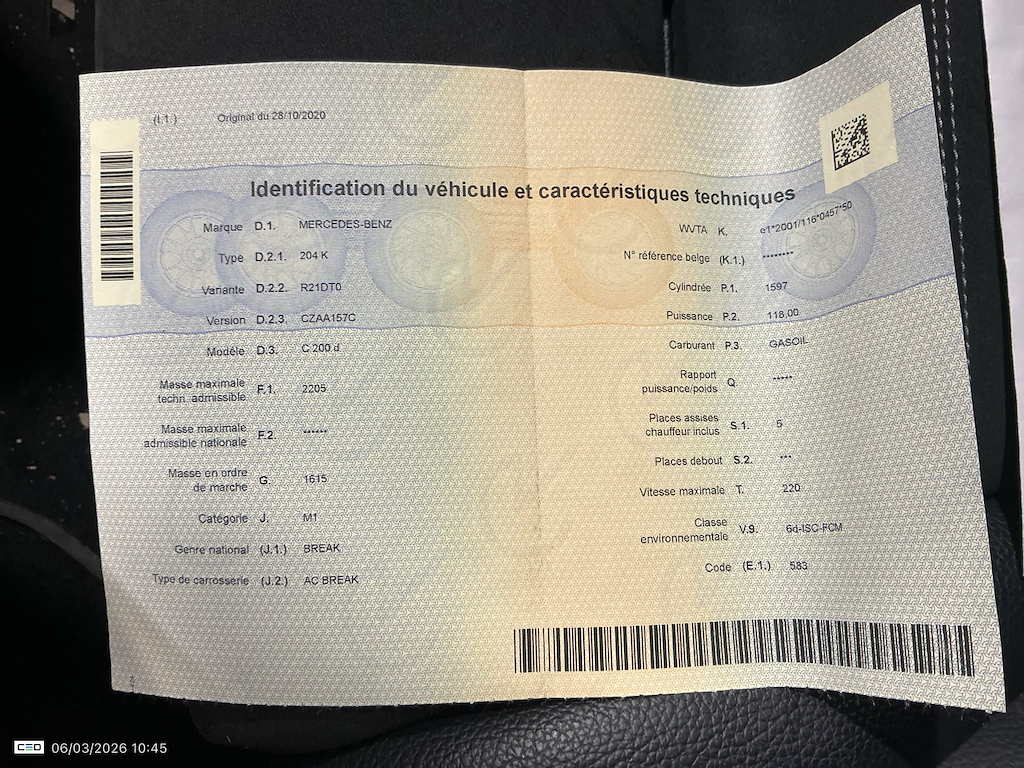 (I.1.) Original du 28/10/2020
Identification du véhicule et caractéristiques techniques
Marque D.1. MERCEDES-BENZ
Type D.2.1. 204 K
Variante D.2.2. R21DT0
Version D.2.3. CZAA157C
Modèle D.3. C 200 d
Masse maximale
techn. admissible F.1. 2205
Masse maximale
admissible nationale F.2. ******
Masse en ordre
de marche G. 1615
Catégorie J. M1
Genre national (J.1.) BREAK
Type de carrosserie (J.2.) AC BREAK
WVTA K. e1*2001/116*0457*50
N° référence belge (K.1.) ********
Cylindrée P.1. 1597
Puissance P.2. 118,00
Carburant P.3. GASOIL
Rapport
puissance/poids Q. *****
Places assises
chauffeur inclus S.1. 5
Places debout S.2. ***
Vitesse maximale T. 220
Classe
environnementale V.9. 6d-ISC-FCM
Code (E.1.) 583
CEO 06/03/2026 10:45